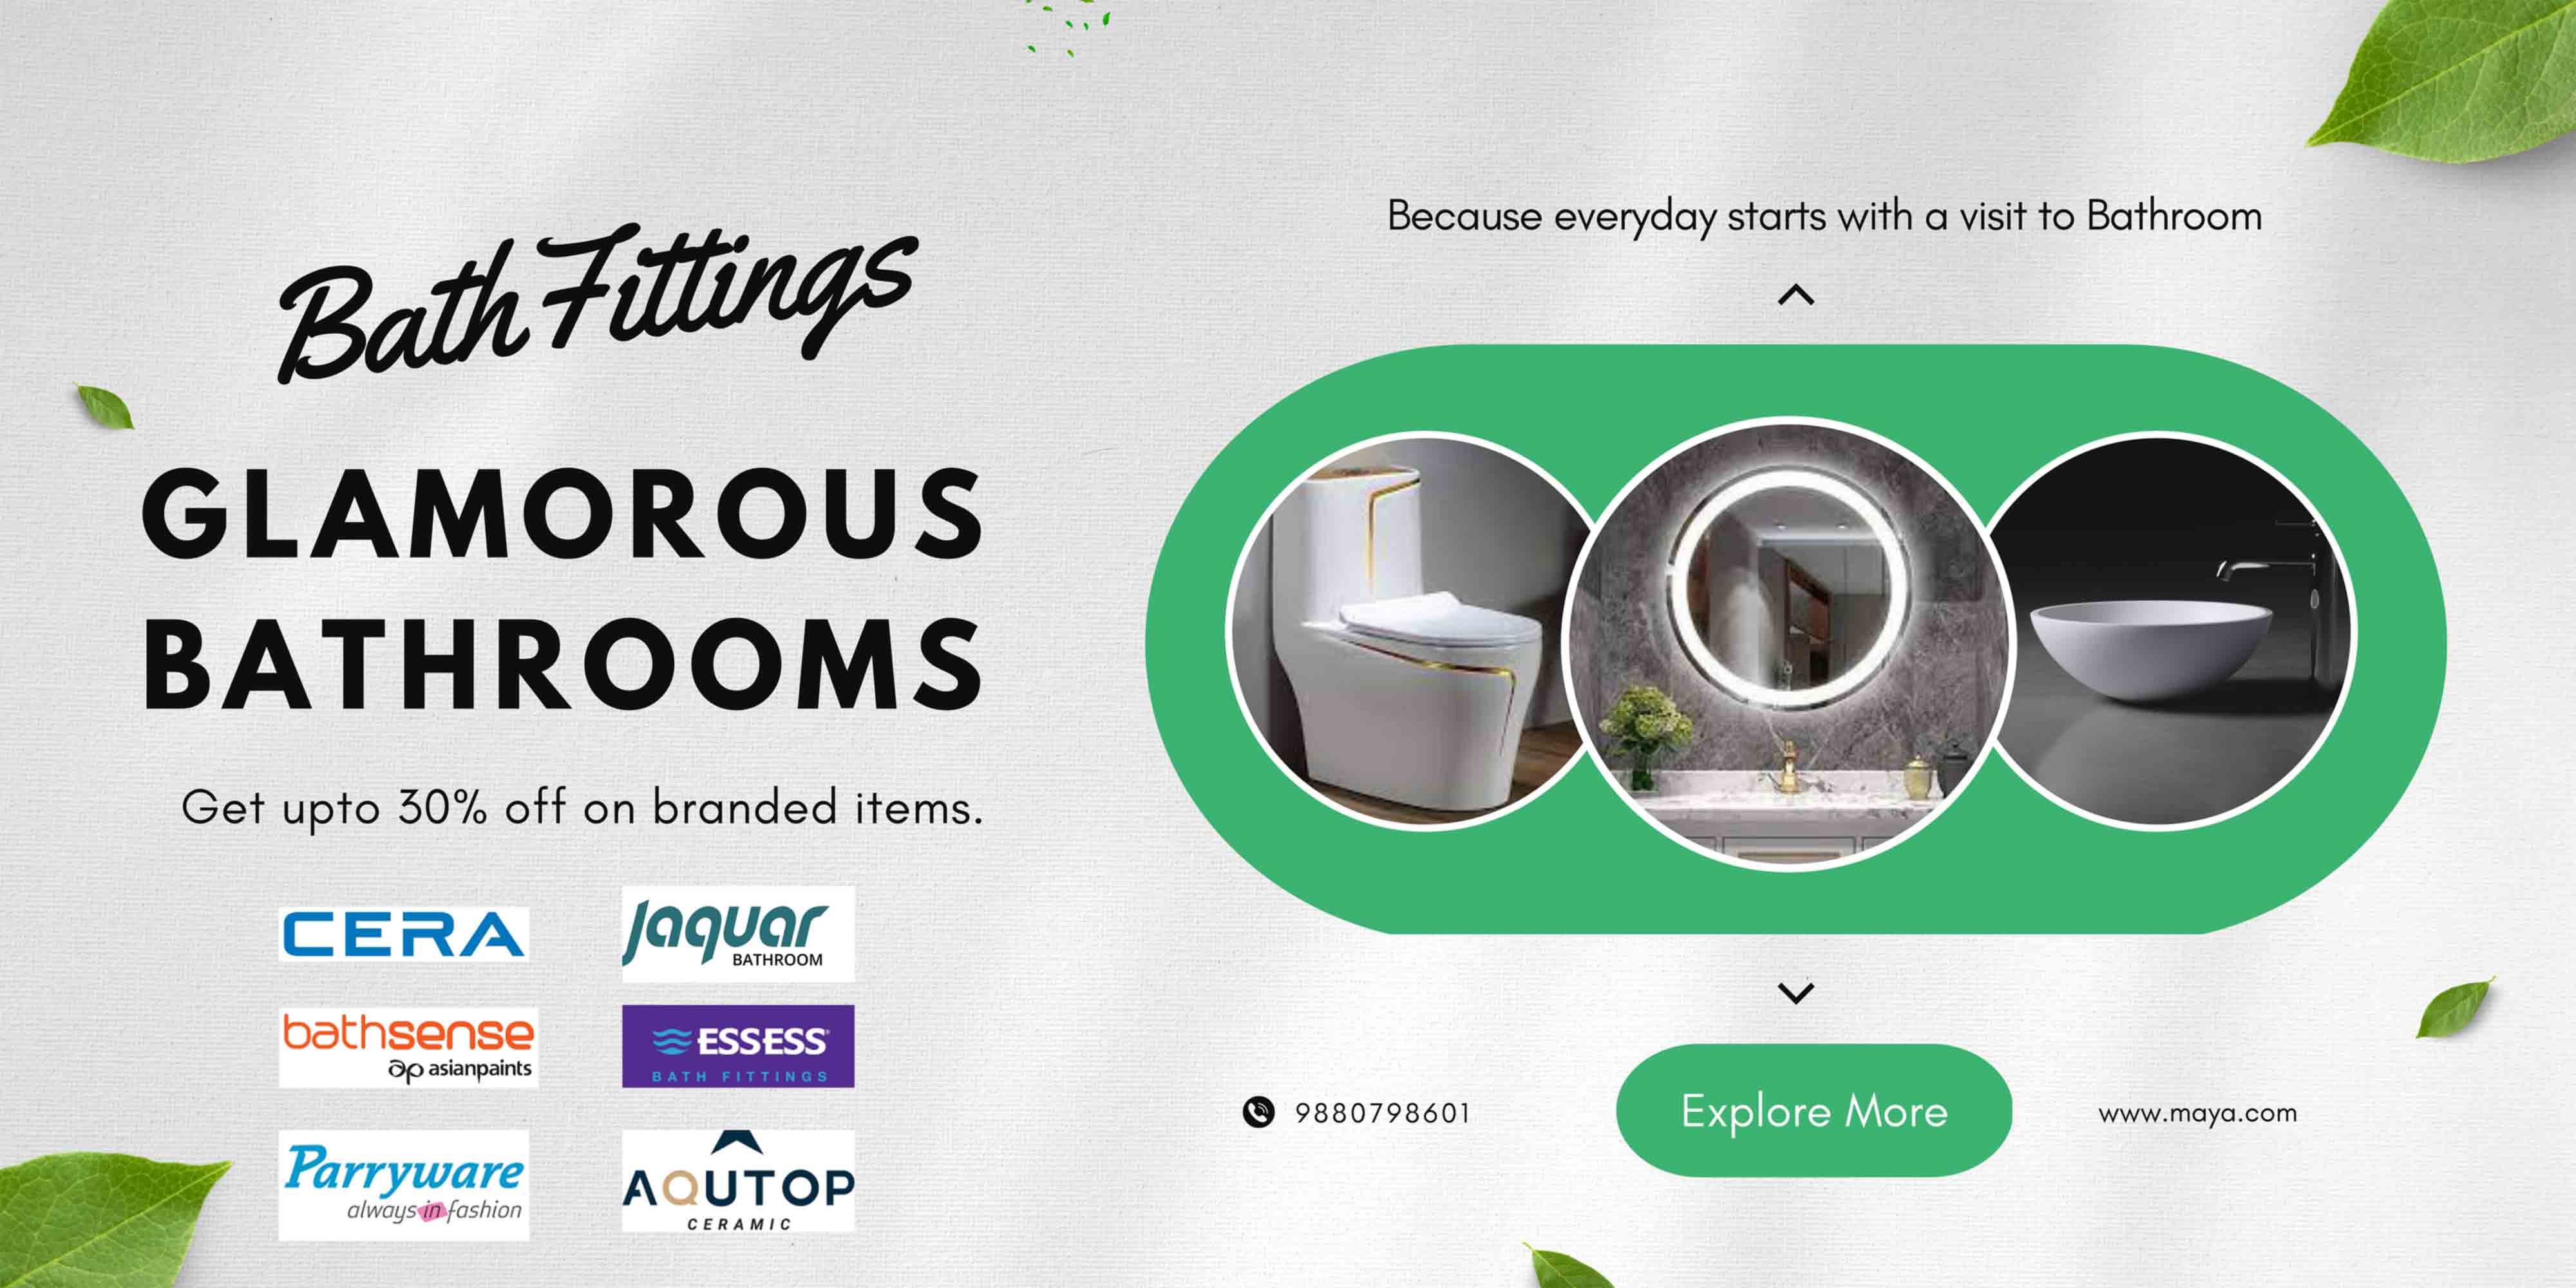 Bath Fittings
GLAMOROUS
BATHROOMS
Get upto 30% off on branded items.
CERA
Jaquar
BATHROOM
bathsense
ap asianpaints
ESSESS
BATH FITTINGS
Parryware
always in fashion
AQUTOP
CERAMIC
Because everyday starts with a visit to Bathroom
9880798601
Explore More
www.maya.com